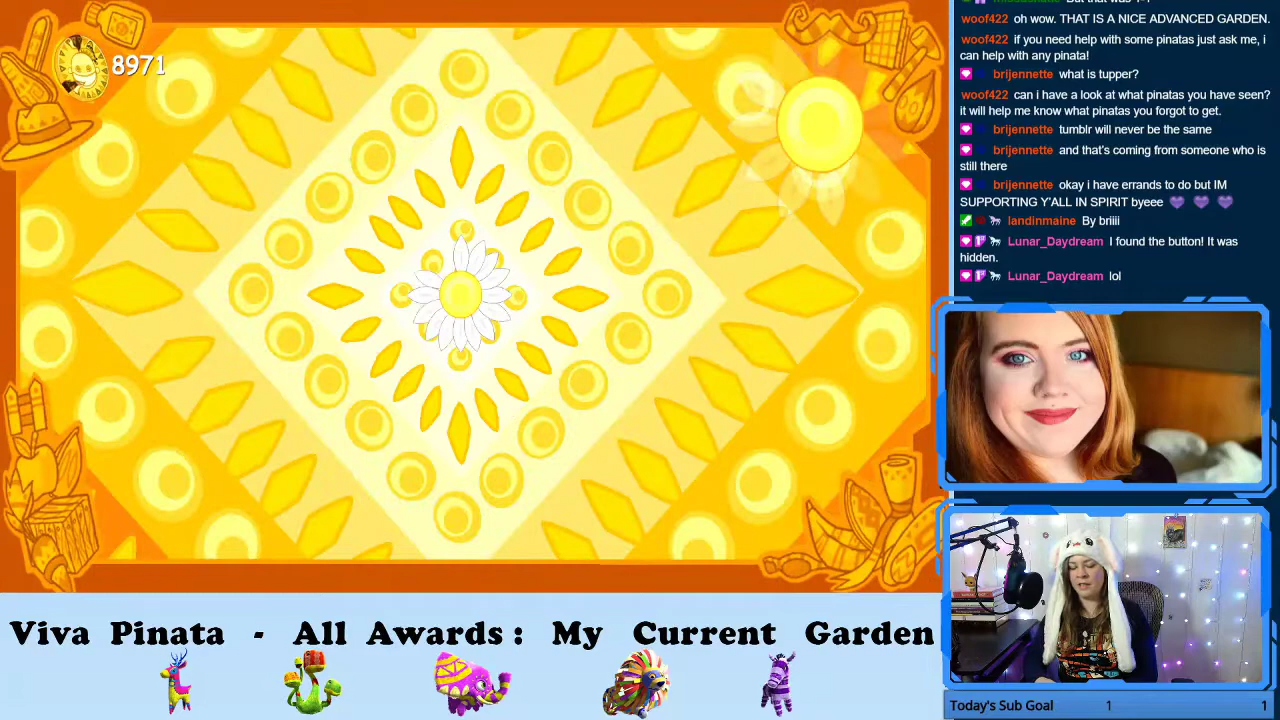 8971
woof422 oh wow. THAT IS A NICE ADVANCED GARDEN.
woof422 if you need help with some pinatas just ask me, i
can help with any pinata!
brijennette what is tupper?
woof422 can i have a look at what pinatas you have seen?
it will help me know what pinatas you forgot to get.
brijennette tumblr will never be the same
brijennette and that's coming from someone who is
still there
brijennette okay i have errands to do but IM
SUPPORTING Y'ALL IN SPIRIT byeee 💜 💜 💜
landinmaine By briiii
Lunar_Daydream I found the button! It was
hidden.
Lunar_Daydream lol
Viva Pinata - All Awards: My Current Garden
Today's Sub Goal 1 1